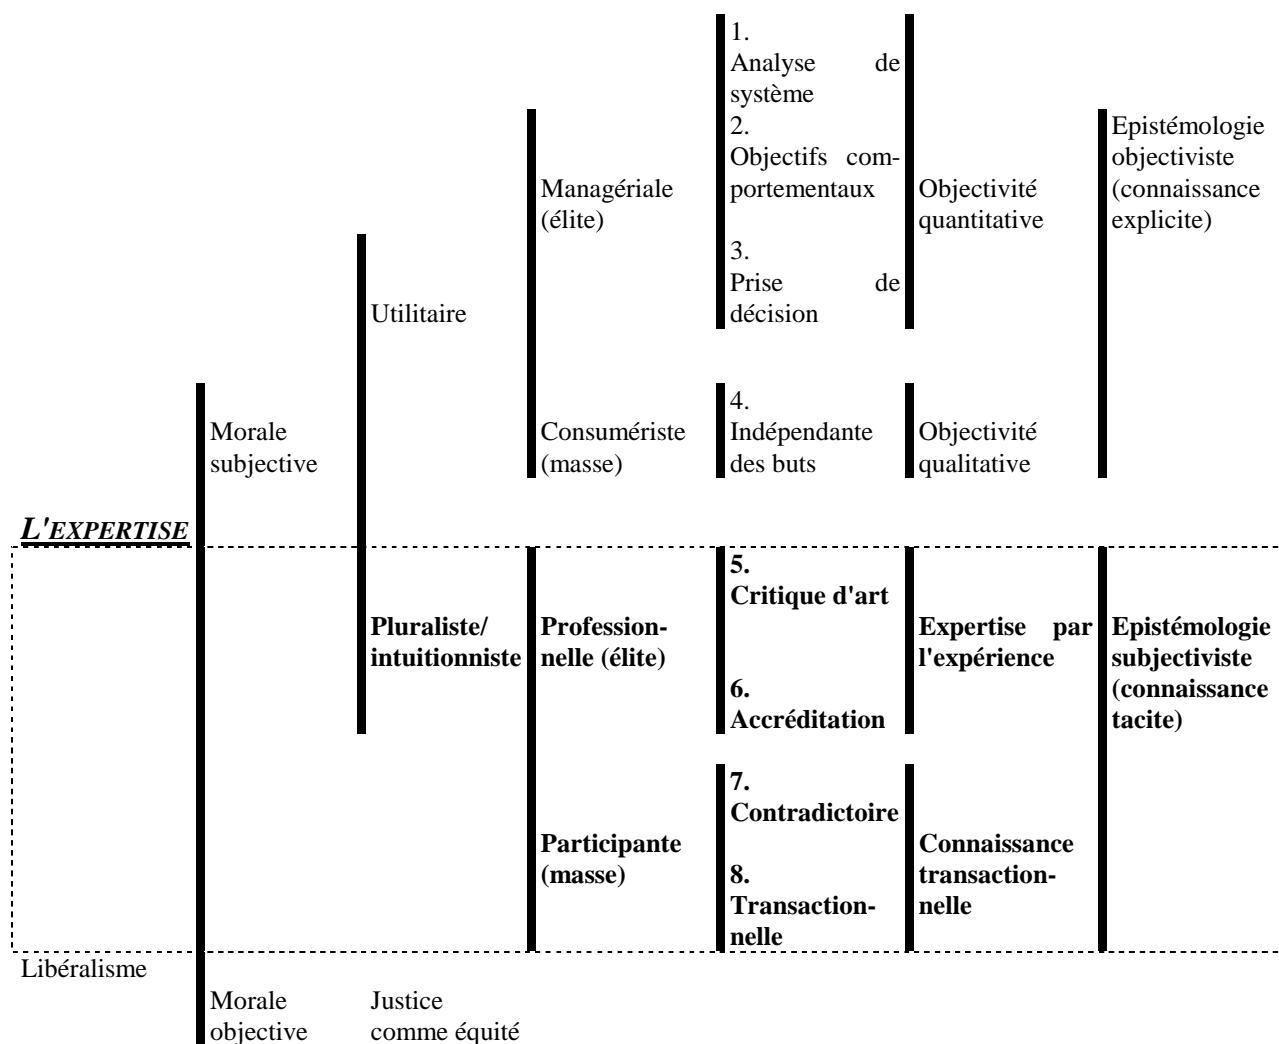 1.
Analyse de
système
2.
Objectifs com-
portementaux
3.
Prise de
décision
Managériale
(élite)
Objectivité
quantitative
Epistémologie
objectiviste
(connaissance
explicite)
Utilitaire
Morale
subjective
Consumériste
(masse)
4.
Indépendante
des buts
Objectivité
qualitative
L'EXPERTISE
Pluraliste/
intuitionniste
Profession-
nelle (élite)
5.
Critique d'art
6.
Accréditation
Expertise par
l'expérience
Epistémologie
subjectiviste
(connaissance
tacite)
Participante
(masse)
7.
Contradictoire
8.
Transaction-
nelle
Connaissance
transaction-
nelle
Libéralisme
Morale
objective
Justice
comme équité